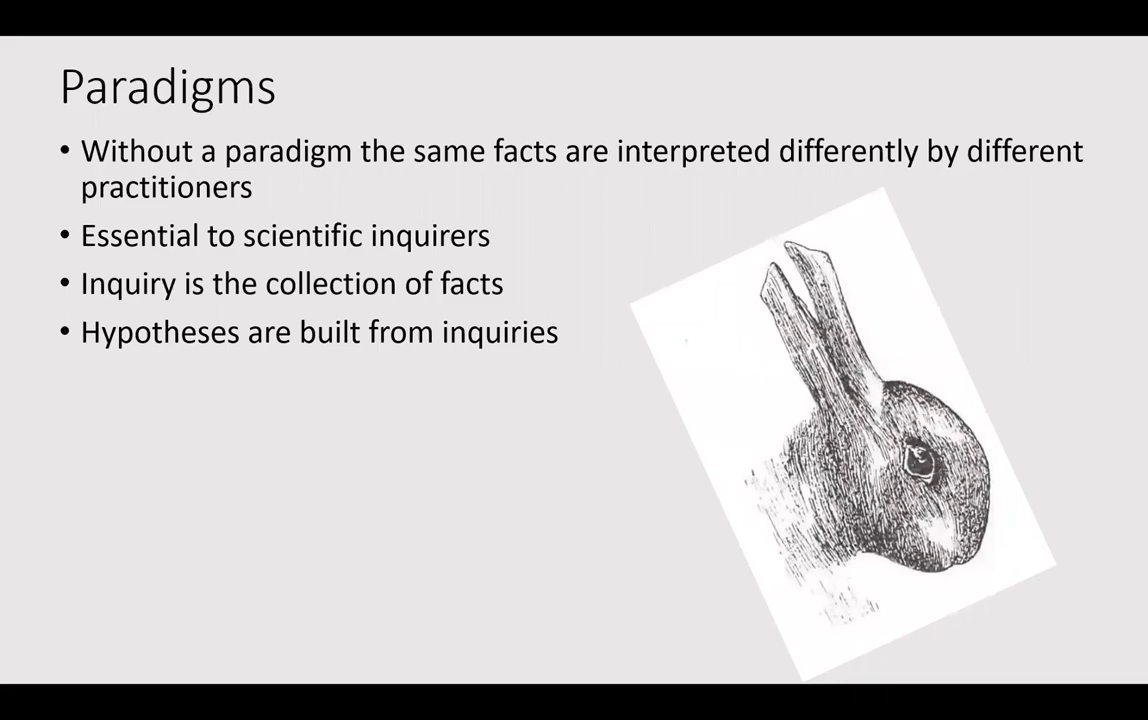 Paradigms
• Without a paradigm the same facts are interpreted differently by different
practitioners
• Essential to scientific inquirers
• Inquiry is the collection of facts
• Hypotheses are built from inquiries